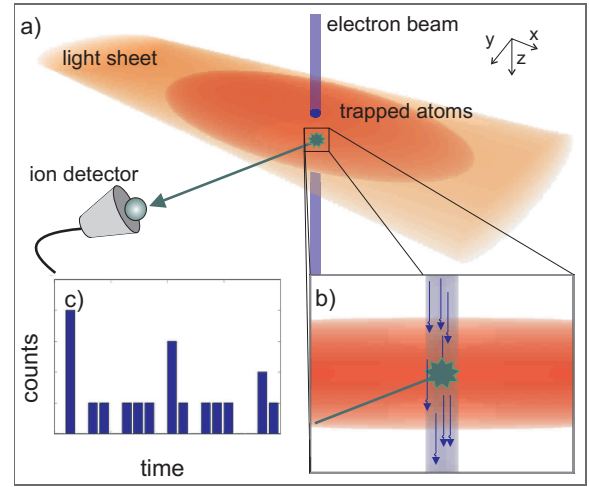 a)
electron beam
light sheet
y
x
z
trapped atoms
ion detector
c)
b)
counts
time